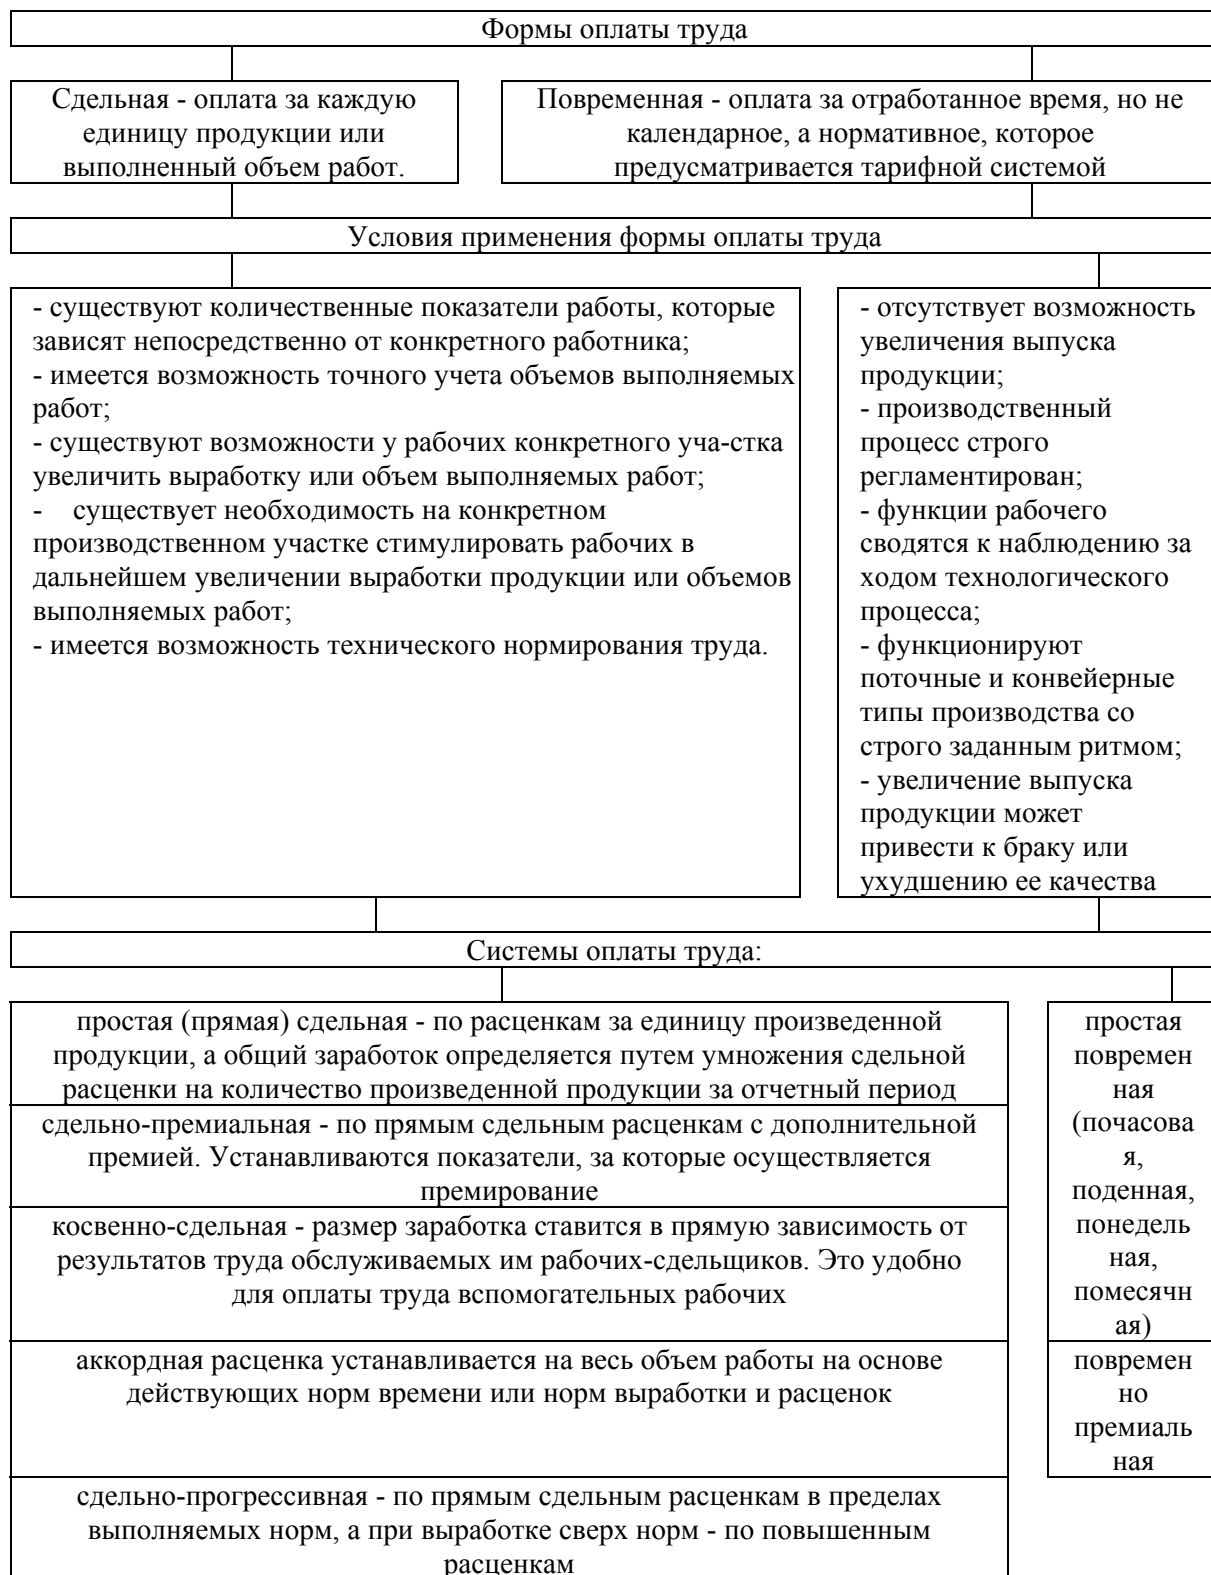 Формы оплаты труда
Сдельная - оплата за каждую
единицу продукции или
выполненный объем работ.
Повременная - оплата за отработанное время, но не
календарное, а нормативное, которое
предусматривается тарифной системой
Условия применения формы оплаты труда
- существуют количественные показатели работы, которые
зависят непосредственно от конкретного работника;
- имеется возможность точного учета объемов выполняемых
работ;
- существуют возможности у рабочих конкретного уча-стка
увеличить выработку или объем выполняемых работ;
- существует необходимость на конкретном
производственном участке стимулировать рабочих в
дальнейшем увеличении выработки продукции или объемов
выполняемых работ;
- имеется возможность технического нормирования труда.
- отсутствует возможность
увеличения выпуска
продукции;
- производственный
процесс строго
регламентирован;
- функции рабочего
сводятся к наблюдению за
ходом технологического
процесса;
- функционируют
поточные и конвейерные
типы производства со
строго заданным ритмом;
- увеличение выпуска
продукции может
привести к браку или
ухудшению ее качества
Системы оплаты труда:
простая (прямая) сдельная - по расценкам за единицу произведенной
продукции, а общий заработок определяется путем умножения сдельной
расценки на количество произведенной продукции за отчетный период
сдельно-премиальная - по прямым сдельным расценкам с дополнительной
премией. Устанавливаются показатели, за которые осуществляется
премирование
косвенно-сдельная - размер заработка ставится в прямую зависимость от
результатов труда обслуживаемых им рабочих-сдельщиков. Это удобно
для оплаты труда вспомогательных рабочих
аккордная расценка устанавливается на весь объем работы на основе
действующих норм времени или норм выработки и расценок
сдельно-прогрессивная - по прямым сдельным расценкам в пределах
выполняемых норм, а при выработке сверх норм - по повышенным
расценкам
простая
повремен
ная
(почасова
я,
поденная,
понедель
ная,
помесячн
ая)
повремен
но
премиаль
ная